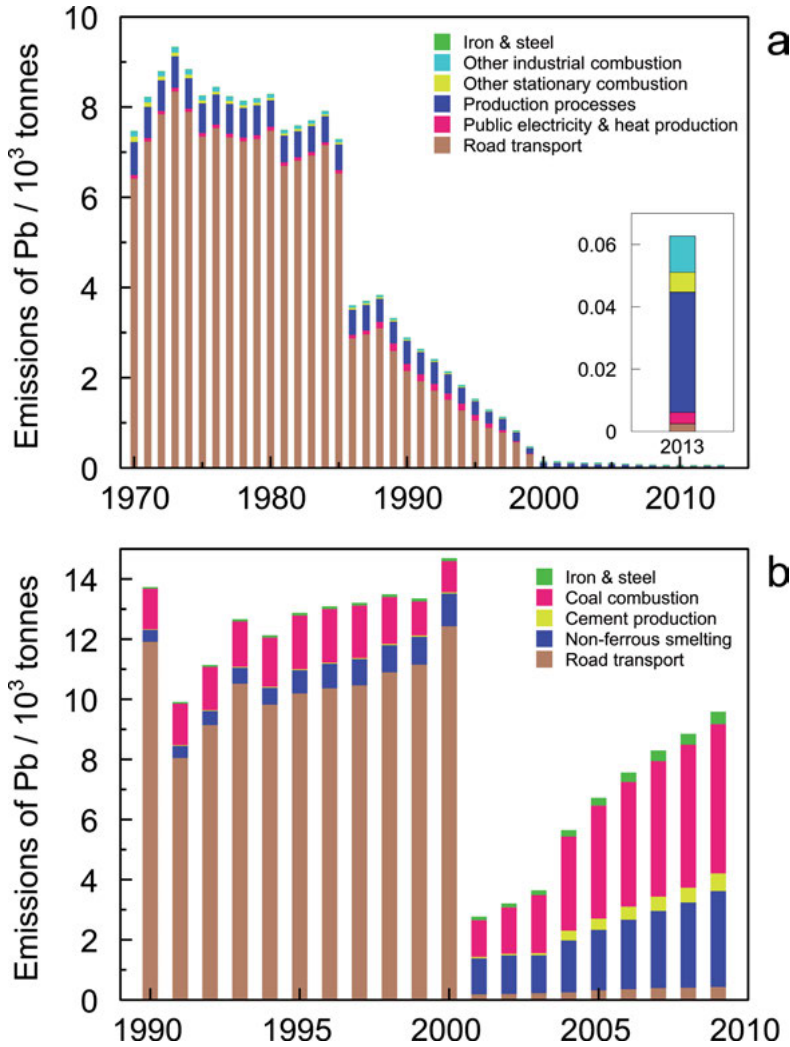 a
Emissions of Pb / 10³ tonnes
10
8
6
4
2
0
Iron & steel
Other industrial combustion
Other stationary combustion
Production processes
Public electricity & heat production
Road transport
0.06
0.04
0.02
0
2013
1970
1980
1990
2000
2010
b
Emissions of Pb / 10³ tonnes
14
12
10
8
6
4
2
0
Iron & steel
Coal combustion
Cement production
Non-ferrous smelting
Road transport
1990
1995
2000
2005
2010